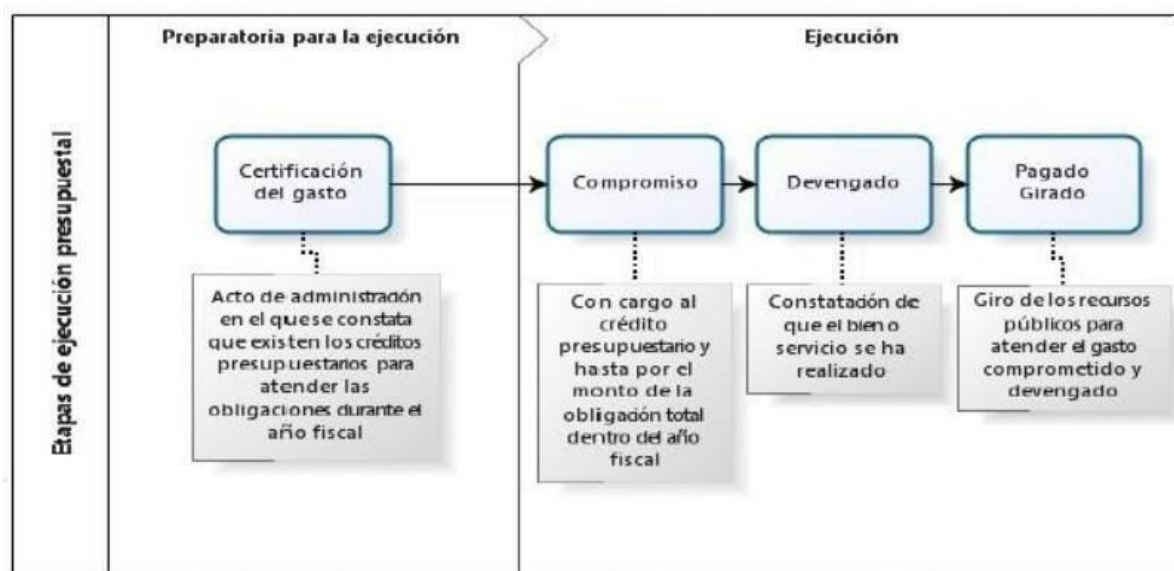 Preparatoria para la ejecución
Ejecución
Etapas de ejecución presupuestal
Certificación
del gasto
Compromiso
Devengado
Pagado
Girado
Acto de administración
en el que se constata
que existen los créditos
presupuestarios para
atender las
obligaciones durante el
año fiscal
Con cargo al
crédito
presupuestario y
hasta por el
monto de la
obligación total
dentro del año
fiscal
Constatación de
que el bien o
servicio se ha
realizado
Giro de los recursos
públicos para
atender el gasto
comprometido y
devengado